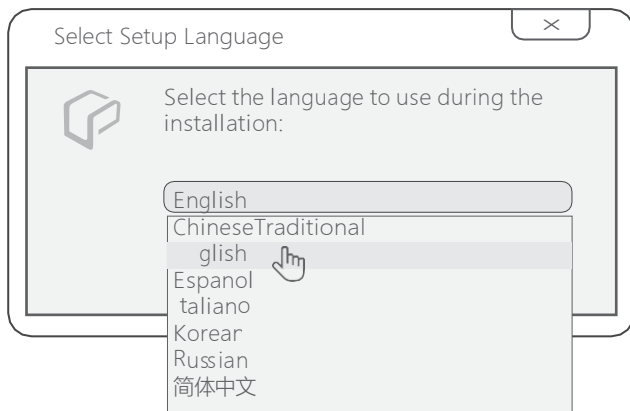 Select Setup Language
Select the language to use during the
installation:
English
ChineseTraditional
glish
Espanol
taliano
Korear
Russian
简体中文